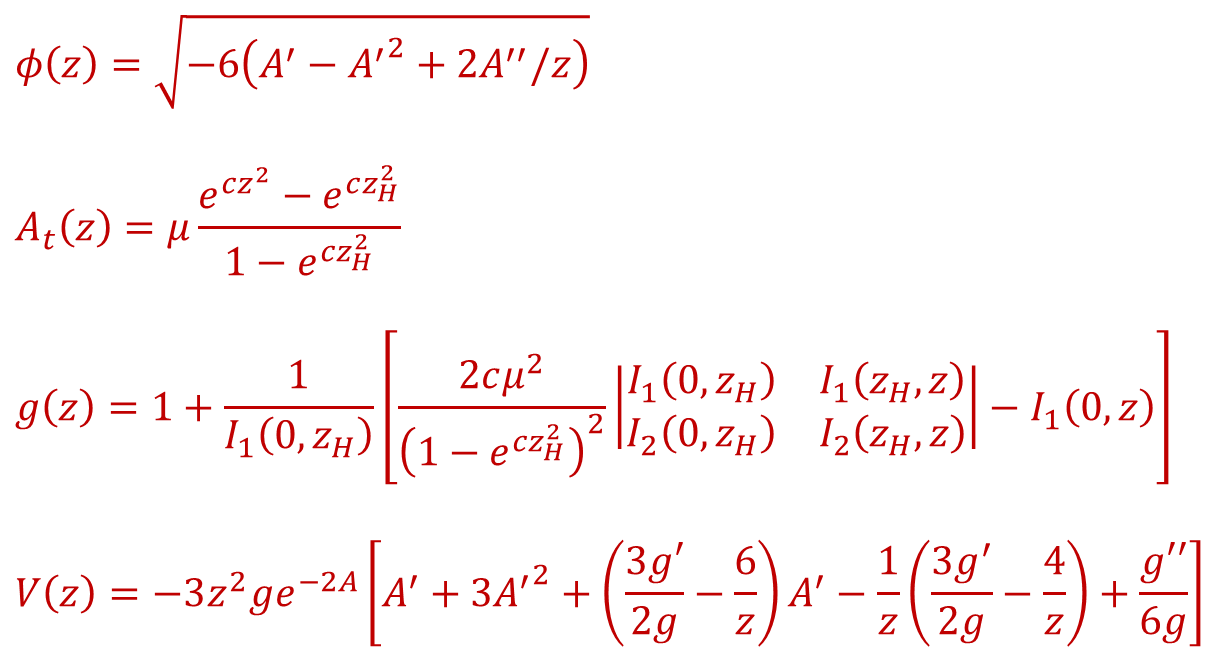 ϕ(z) = √(−6(A′ − A′² + 2A′′/z))
Aₜ(z) = μ (e^{cz²} − e^{cz_H²}) / (1 − e^{cz_H²})
g(z) = 1 + 1/I₁(0, z_H) [ 2cμ²/(1 − e^{cz_H²})² | I₁(0, z_H) I₁(z_H, z) ; I₂(0, z_H) I₂(z_H, z) | − I₁(0, z) ]
V(z) = −3z²ge^{−2A} [ A′ + 3A′² + (3g′/2g − 6/z) A′ − 1/z (3g′/2g − 4/z) + g′′/6g ]